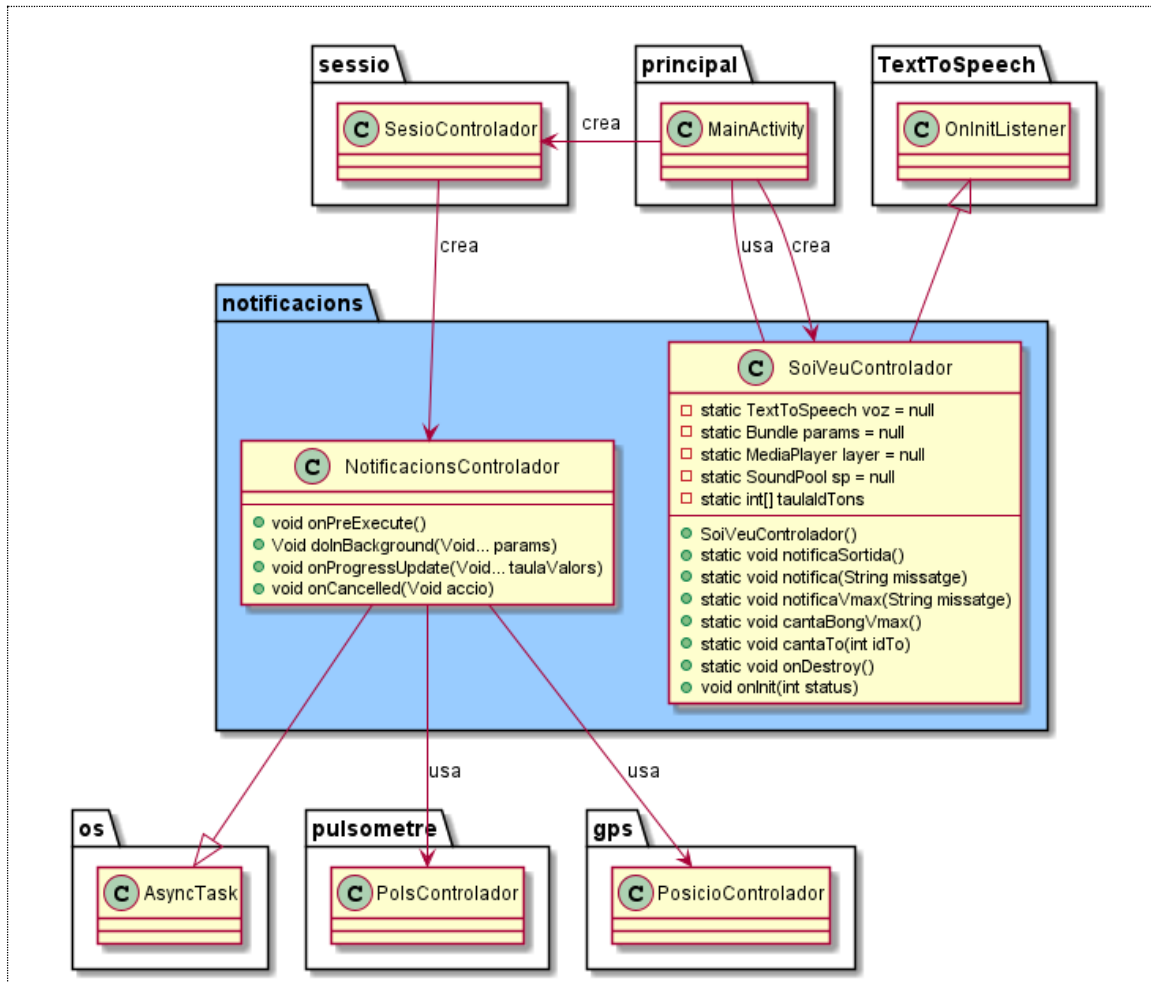 sessio
principal
TextToSpeech
C SesioControlador
crea
C MainActivity
C OnInitListener
crea
usa
crea
notificacions
C SoiVeuControlador
static TextToSpeech voz = null
static Bundle params = null
static MediaPlayer layer = null
static SoundPool sp = null
static int[] taulaIdTons
SoiVeuControlador()
static void notificaSortida()
static void notifica(String missatge)
static void notificaVmax(String missatge)
static void cantaBongVmax()
static void cantaTo(int idTo)
static void onDestroy()
void onInit(int status)
C NotificacionsControlador
void onPreExecute()
Void doInBackground(Void... params)
void onProgressUpdate(Void... taulaValors)
void onCancelled(Void accio)
usa
usa
os
pulsometre
gps
C AsyncTask
C PolsControlador
C PosicioControlador